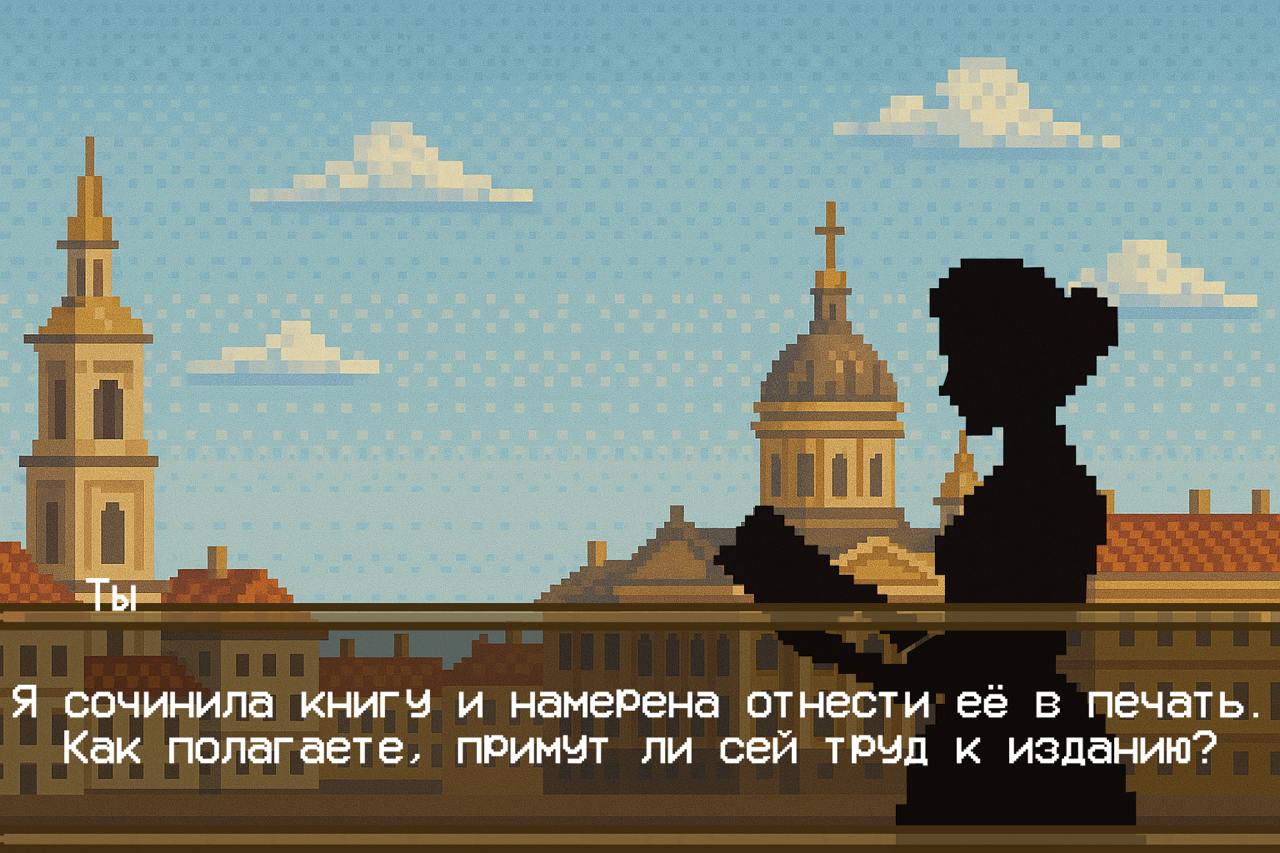 Ты
Я сочинила книгу и намерена отнести её в печать.
Как полагаете, примут ли сей труд к изданию?